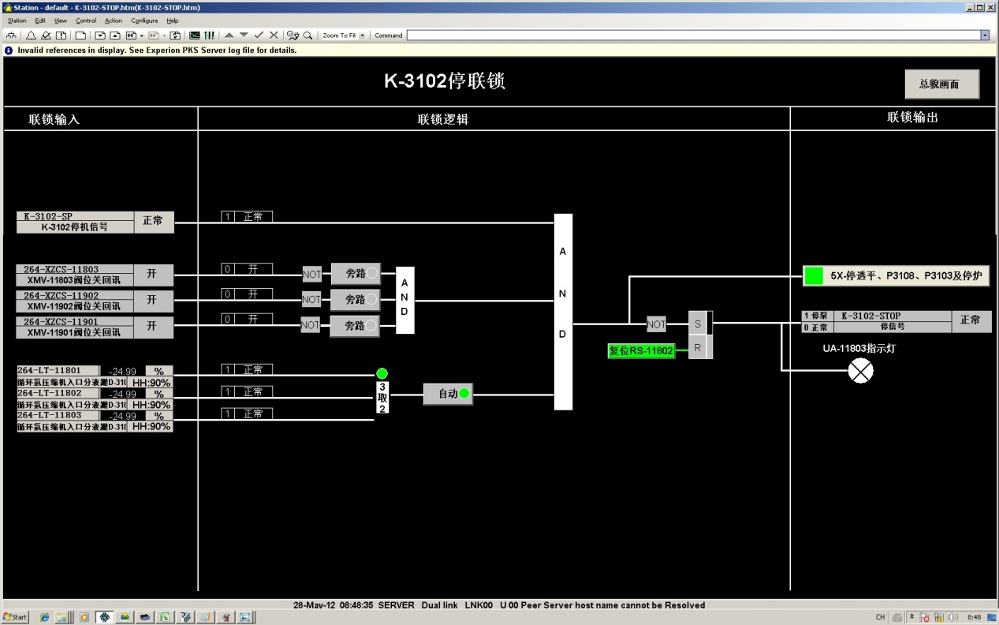 Station - default - K-3102-STOP.htm(K-3102-STOP.htm)
Station Edit View Control Action Configure Help
Zoom To Fit Command
Invalid references in display. See Experion PKS Server log file for details.
K-3102停联锁
总貌画面
联锁输入 联锁逻辑 联锁输出
K-3102-SP 正常 1 正常
K-3102停机信号
A
N
D
264-XZCS-11803 开 0 开 NOT 旁路
XMV-11803阀位关回讯
264-XZCS-11902 开 0 开 NOT 旁路
XMV-11902阀位关回讯
264-XZCS-11901 开 0 开 NOT 旁路
XMV-11901阀位关回讯
A
N
D
5X-停透平、P3108、P3103及停炉
NOT S
R
复位RS-11802
1 停泵 K-3102-STOP 正常
0 正常 停信号
UA-11803指示灯
264-LT-11801 -24.99 % 1 正常
循环氢压缩机入口分液罐D-310 HH:90%
264-LT-11802 -24.99 % 1 正常
循环氢压缩机入口分液罐D-310 HH:90%
264-LT-11803 -24.99 % 1 正常
循环氢压缩机入口分液罐D-310 HH:90%
3
取
2
自动
28-May-12 08:48:35 SERVER Dual link LNK00 U 00 Peer Server host name cannot be Resolved
Start CH 8:48